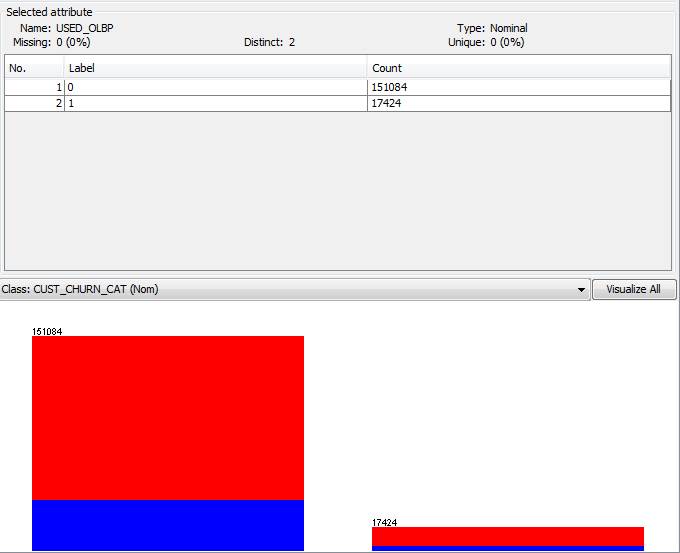 Selected attribute
Name: USED_OLBP Type: Nominal
Missing: 0 (0%) Distinct: 2 Unique: 0 (0%)
No. Label Count
1 0 151084
2 1 17424
Class: CUST_CHURN_CAT (Nom) Visualize All
151084
17424